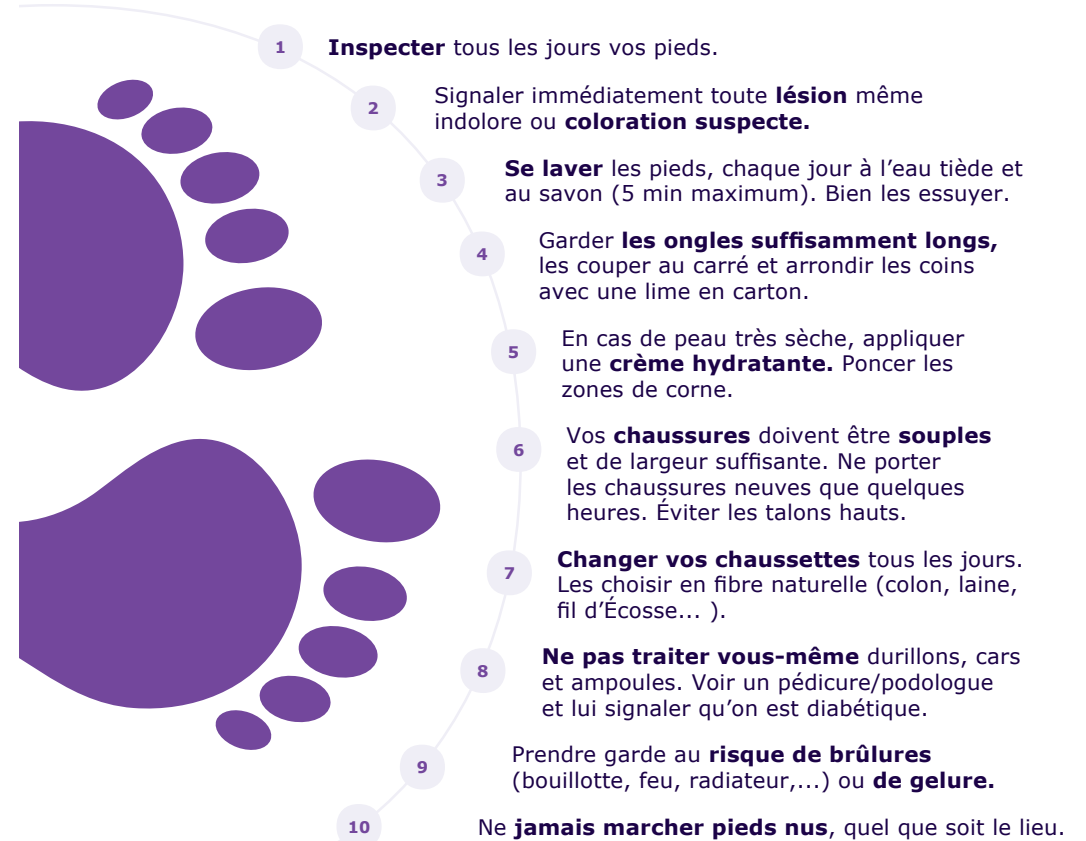 1
Inspecter tous les jours vos pieds.
2
Signaler immédiatement toute lésion même
indolore ou coloration suspecte.
3
Se laver les pieds, chaque jour à l’eau tiède et
au savon (5 min maximum). Bien les essuyer.
4
Garder les ongles suffisamment longs,
les couper au carré et arrondir les coins
avec une lime en carton.
5
En cas de peau très sèche, appliquer
une crème hydratante. Poncer les
zones de corne.
6
Vos chaussures doivent être souples
et de largeur suffisante. Ne porter
les chaussures neuves que quelques
heures. Éviter les talons hauts.
7
Changer vos chaussettes tous les jours.
Les choisir en fibre naturelle (colon, laine,
fil d’Écosse... ).
8
Ne pas traiter vous-même durillons, cars
et ampoules. Voir un pédicure/podologue
et lui signaler qu’on est diabétique.
9
Prendre garde au risque de brûlures
(bouillotte, feu, radiateur,...) ou de gelure.
10
Ne jamais marcher pieds nus, quel que soit le lieu.